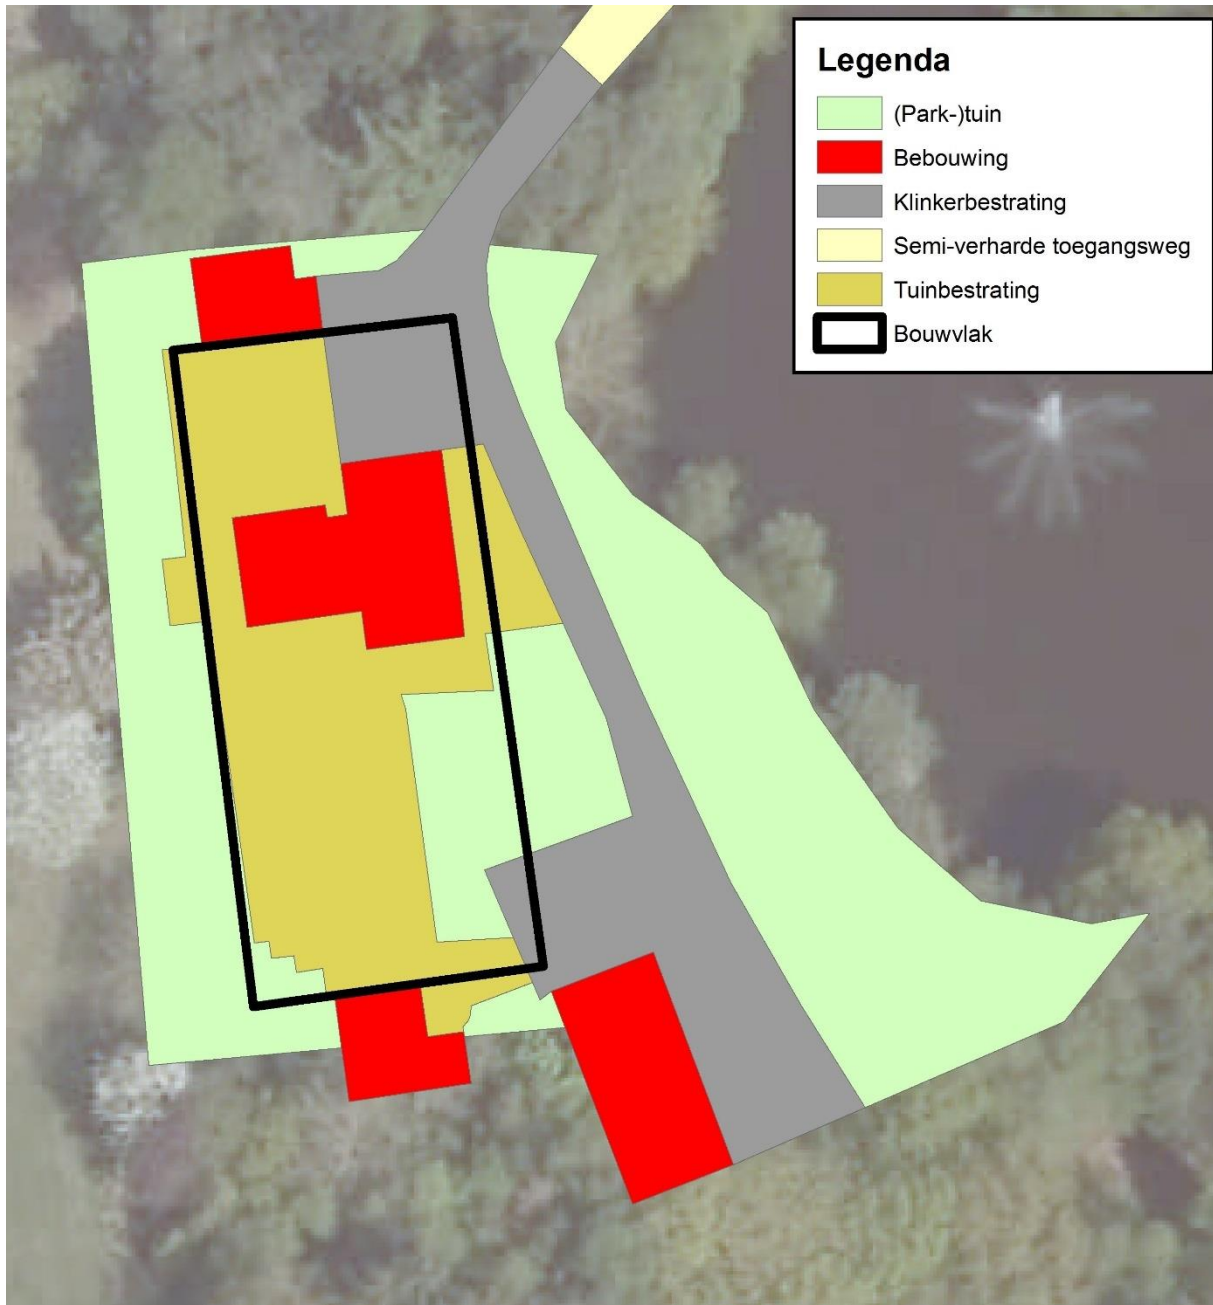 Legenda
(Park-)tuin
Bebouwing
Klinkerbestrating
Semi-verharde toegangsweg
Tuinbestrating
Bouwvlak